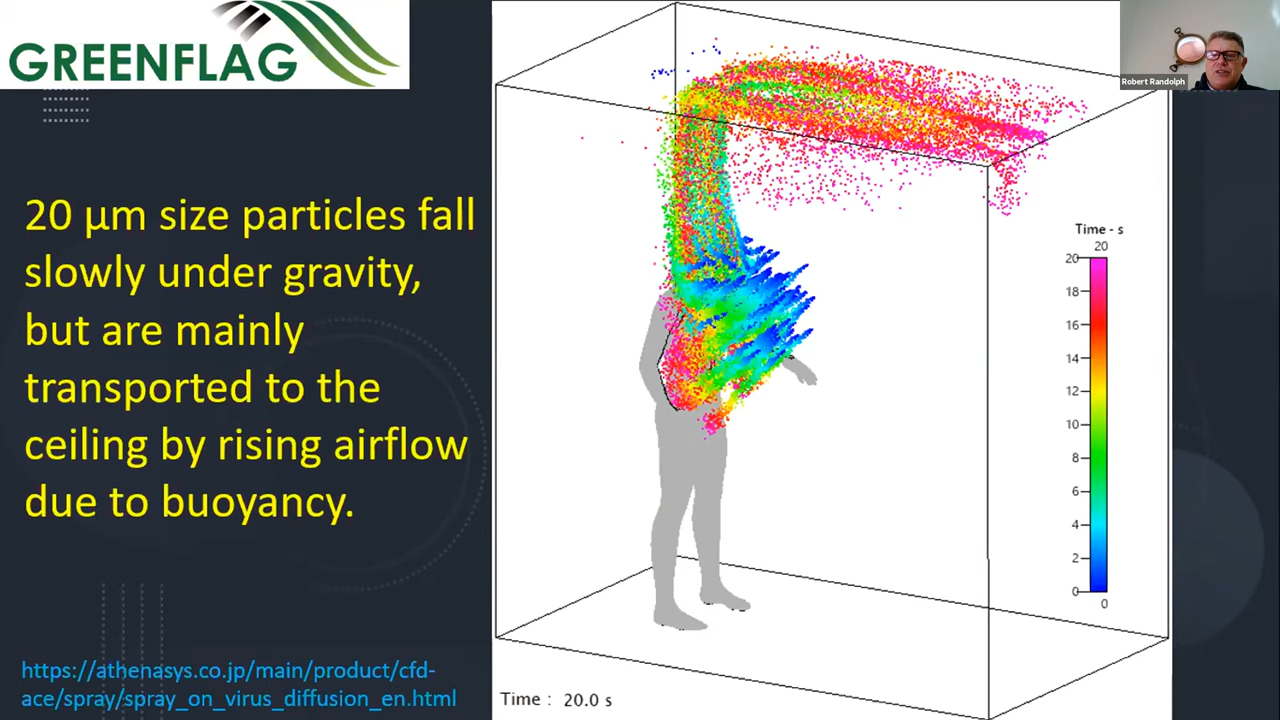 GREENFLAG
20 µm size particles fall
slowly under gravity,
but are mainly
transported to the
ceiling by rising airflow
due to buoyancy.
https://athenasys.co.jp/main/product/cfd-
ace/spray/spray_on_virus_diffusion_en.html
Robert Randolph
Time - s
20
20
18
16
14
12
10
8
6
4
2
0
0
Time : 20.0 s